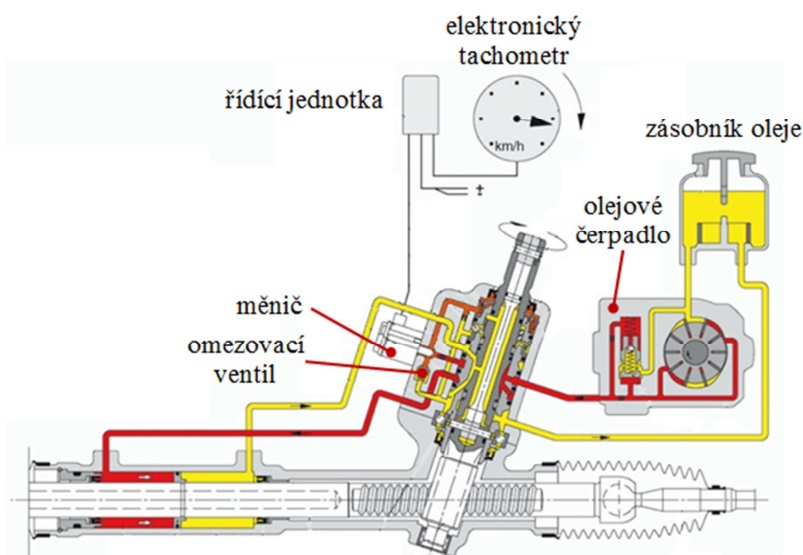 elektronický
tachometr
řídící jednotka
km/h
±
zásobník oleje
olejové
čerpadlo
měnič
omezovací
ventil